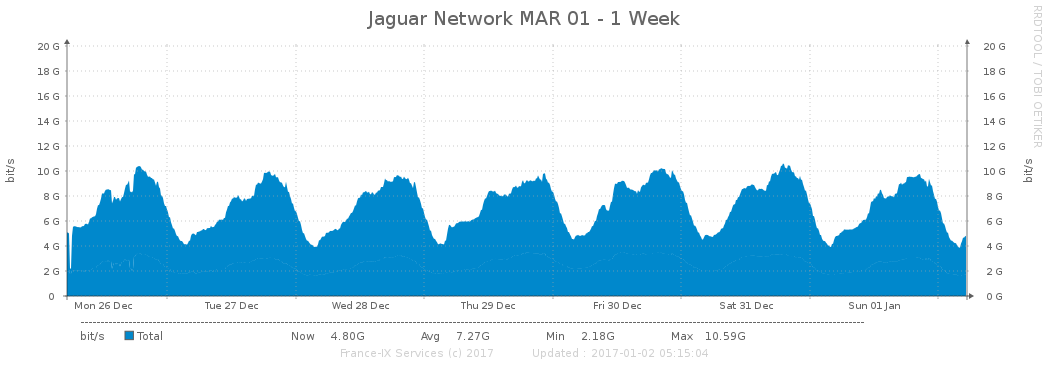 Jaguar Network MAR 01 - 1 Week
RRDTOOL / TOBI OETIKER
20 G 20 G
18 G 18 G
16 G 16 G
14 G 14 G
12 G 12 G
10 G 10 G
8 G 8 G
6 G 6 G
4 G 4 G
2 G 2 G
0 0 G
bit/s bit/s
Mon 26 Dec Tue 27 Dec Wed 28 Dec Thu 29 Dec Fri 30 Dec Sat 31 Dec Sun 01 Jan
bit/s Total Now 4.80G Avg 7.27G Min 2.18G Max 10.59G
France-IX Services (c) 2017 Updated : 2017-01-02 05:15:04